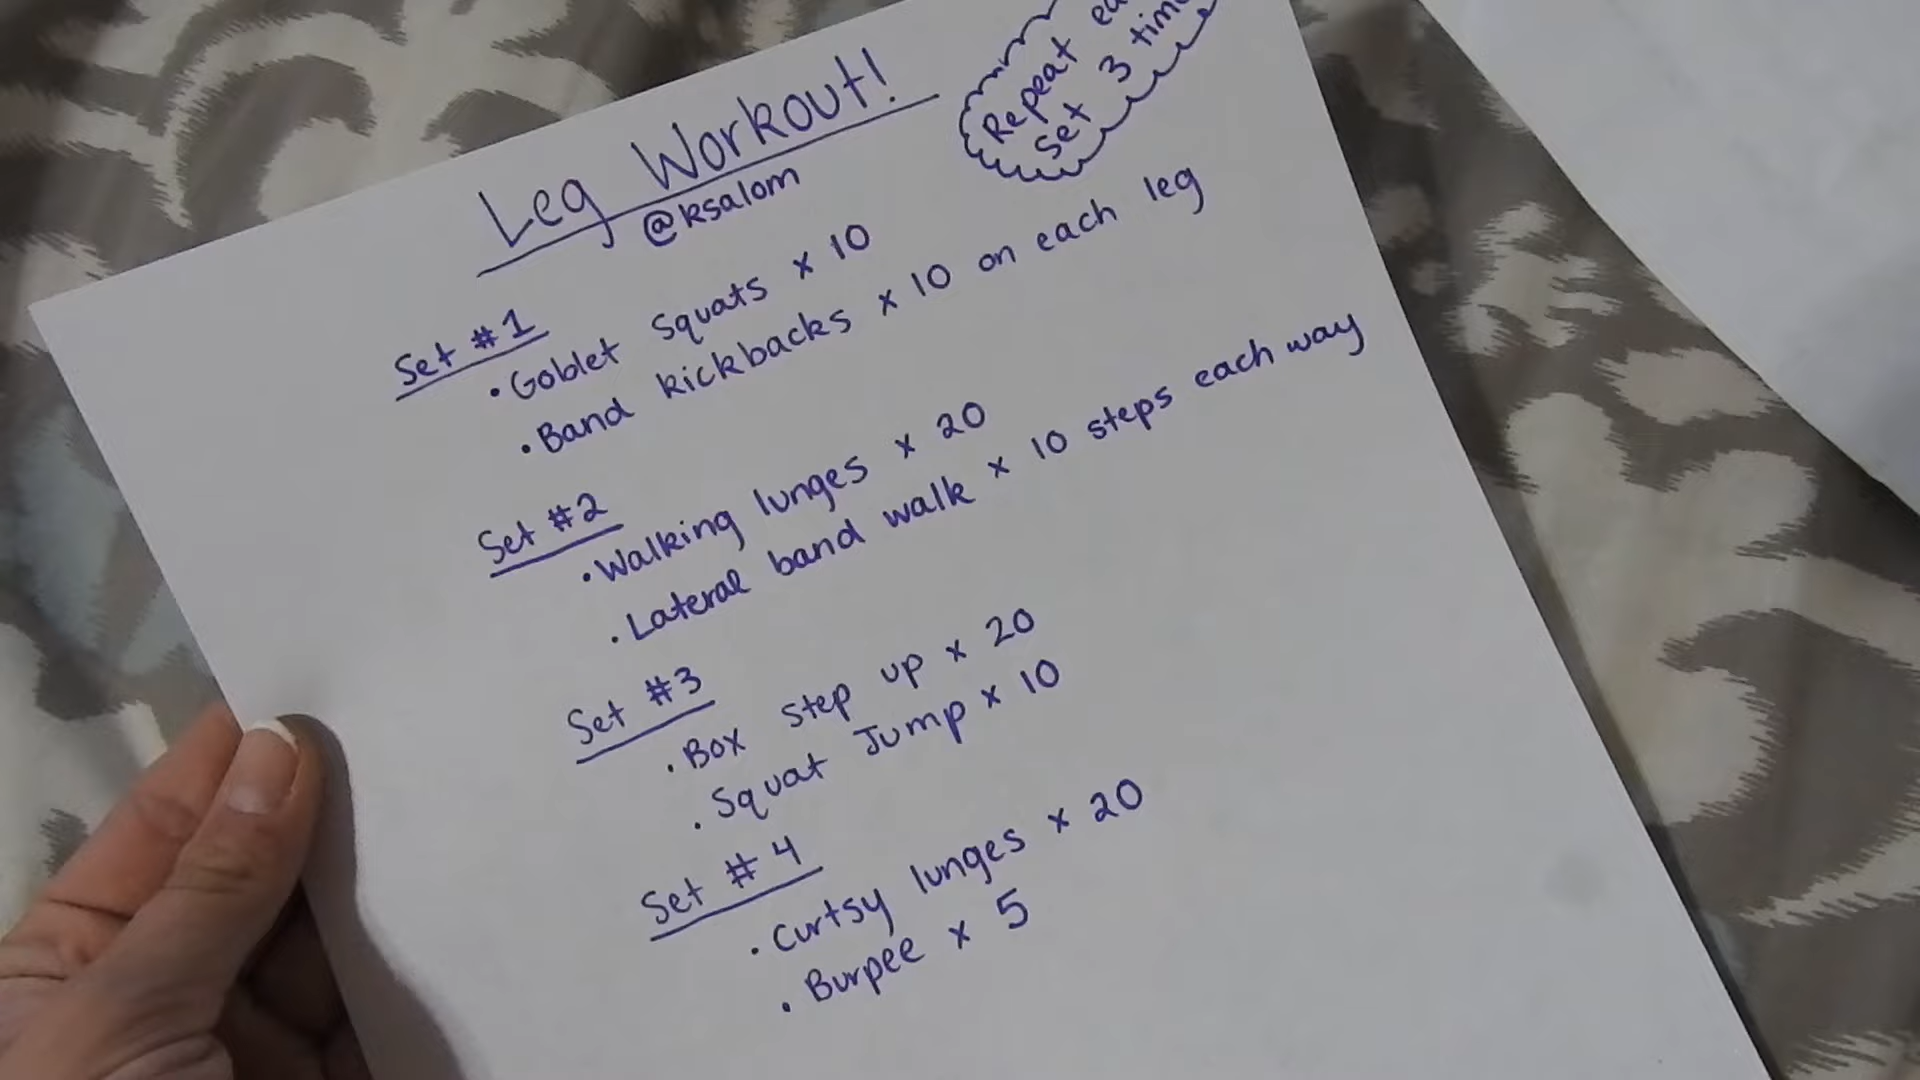 Leg Workout!
@ksalom
Repeat
set 3
Set #1
• Goblet squats x 10
• Band kickbacks x 10 on each leg
Set #2
• Walking lunges x 20
• Lateral band walk x 10 steps each way
Set #3
• Box step up x 20
• Squat Jump x 10
Set #4
• Curtsy lunges x 20
• Burpee x 5